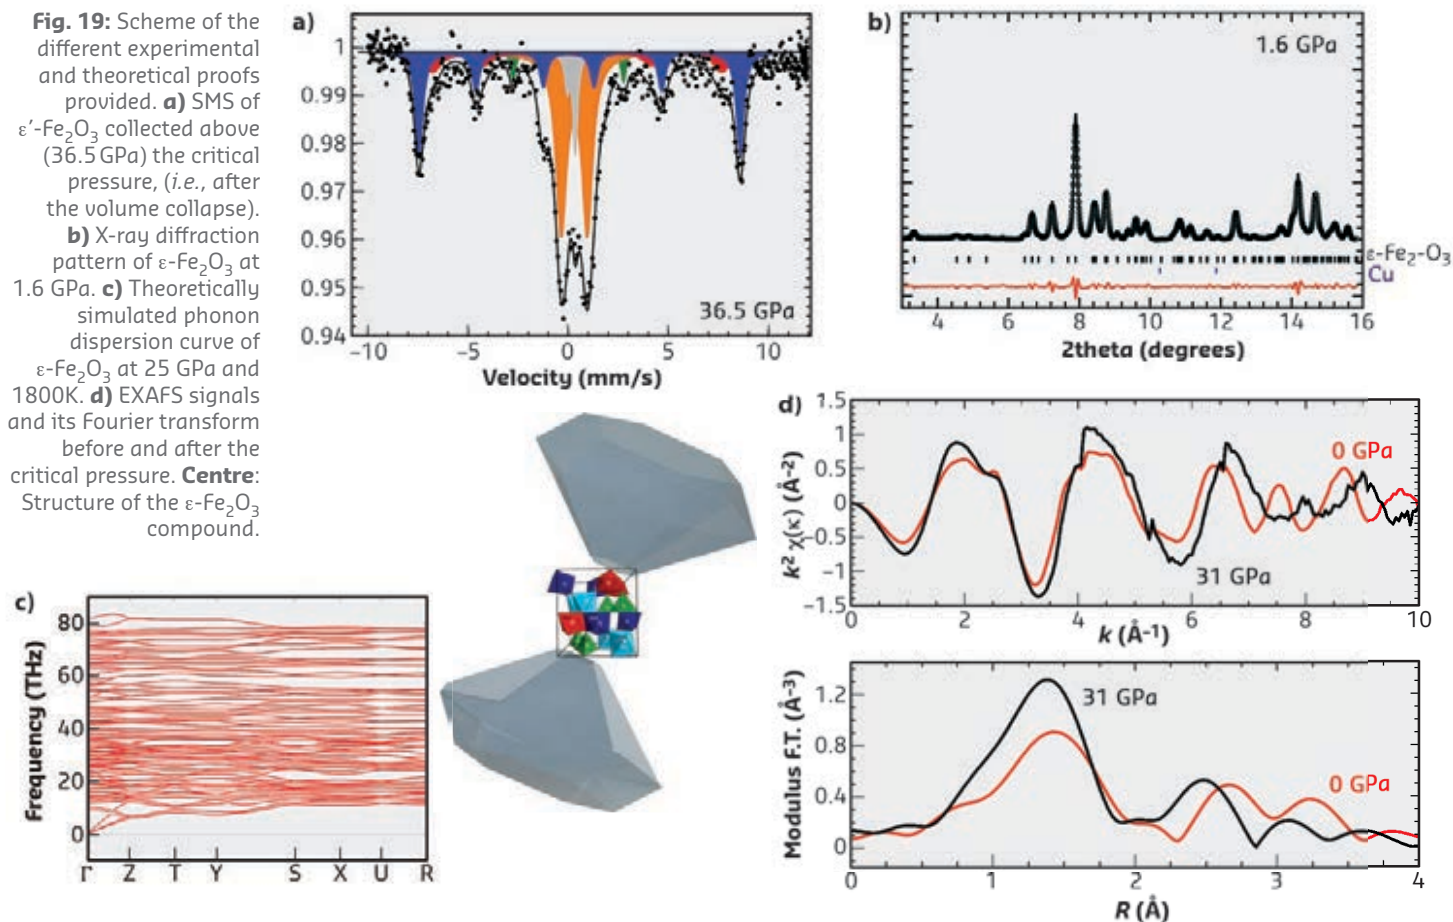 Fig. 19: Scheme of the
different experimental
and theoretical proofs
provided. a) SMS of
ε′-Fe₂O₃ collected above
(36.5 GPa) the critical
pressure, (i.e., after
the volume collapse).
b) X-ray diffraction
pattern of ε-Fe₂O₃ at
1.6 GPa. c) Theoretically
simulated phonon
dispersion curve of
ε-Fe₂O₃ at 25 GPa and
1800K. d) EXAFS signals
and its Fourier transform
before and after the
critical pressure. Centre:
Structure of the ε-Fe₂O₃
compound.
a)
1
0.99
0.98
0.97
0.96
0.95
0.94
36.5 GPa
−10 −5 0 5 10
Velocity (mm/s)
b)
1.6 GPa
ε-Fe₂-O₃
Cu
4 6 8 10 12 14 16
2theta (degrees)
c)
80
60
40
20
0
Frequency (THz)
Γ Z T Y S X U R
d)
1.5
1
0.5
0
−0.5
−1
−1.5
k² χ(κ) (Å⁻²)
0 GPa
31 GPa
0 2 4 6 8 10
k (Å⁻¹)
1.2
0.8
0.4
0
Modulus F.T. (Å⁻³)
31 GPa
0 GPa
0 1 2 3 4
R (Å)